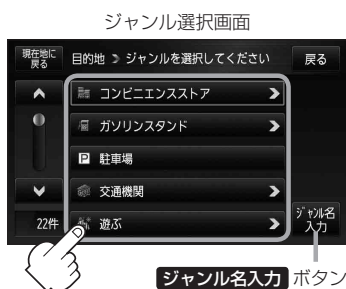 ジャンル選択画面
現在地に
戻る
目的地 > ジャンルを選択してください
戻る
コンビニエンスストア
ガソリンスタンド
P 駐車場
交通機関
22件
遊ぶ
ジャンル名
入力
ジャンル名入力 ボタン